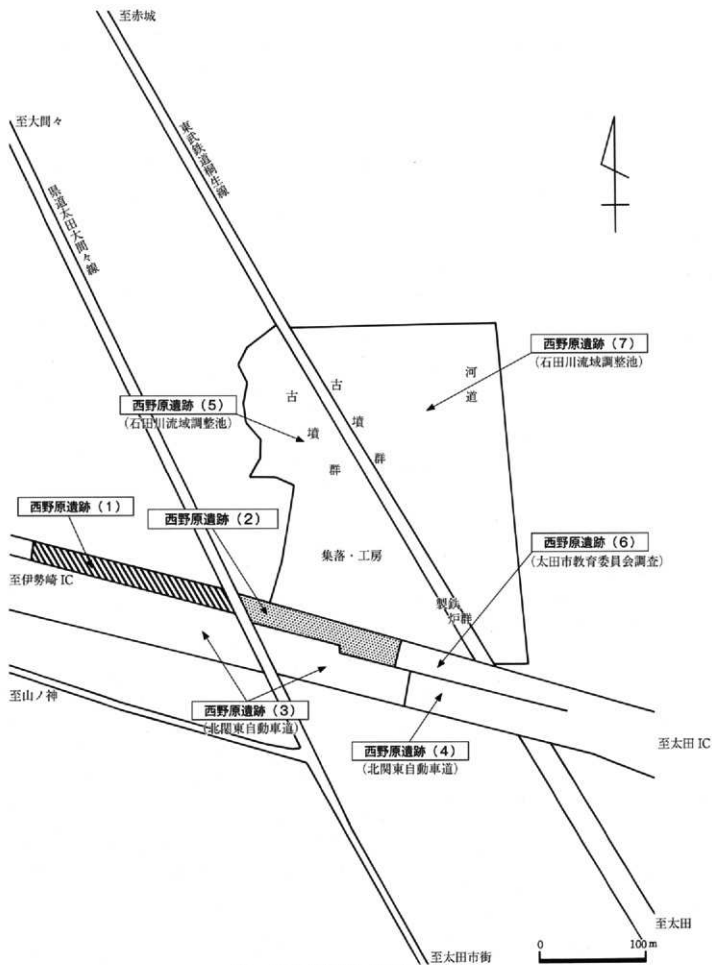 至赤城
至大間々
東武鉄道桐生線
県道太田大間々線
西野原遺跡（7）
(石田川流域調整池)
河道
古墳群
古墳群
西野原遺跡（5）
(石田川流域調整池)
西野原遺跡（1）
西野原遺跡（2）
西野原遺跡（6）
(太田市教育委員会調査)
集落・工房
至伊勢崎 IC
製鉄
炉群
至山ノ神
西野原遺跡（3）
(北関東自動車道)
西野原遺跡（4）
(北関東自動車道)
至太田 IC
至太田
至太田市街
0
100 m